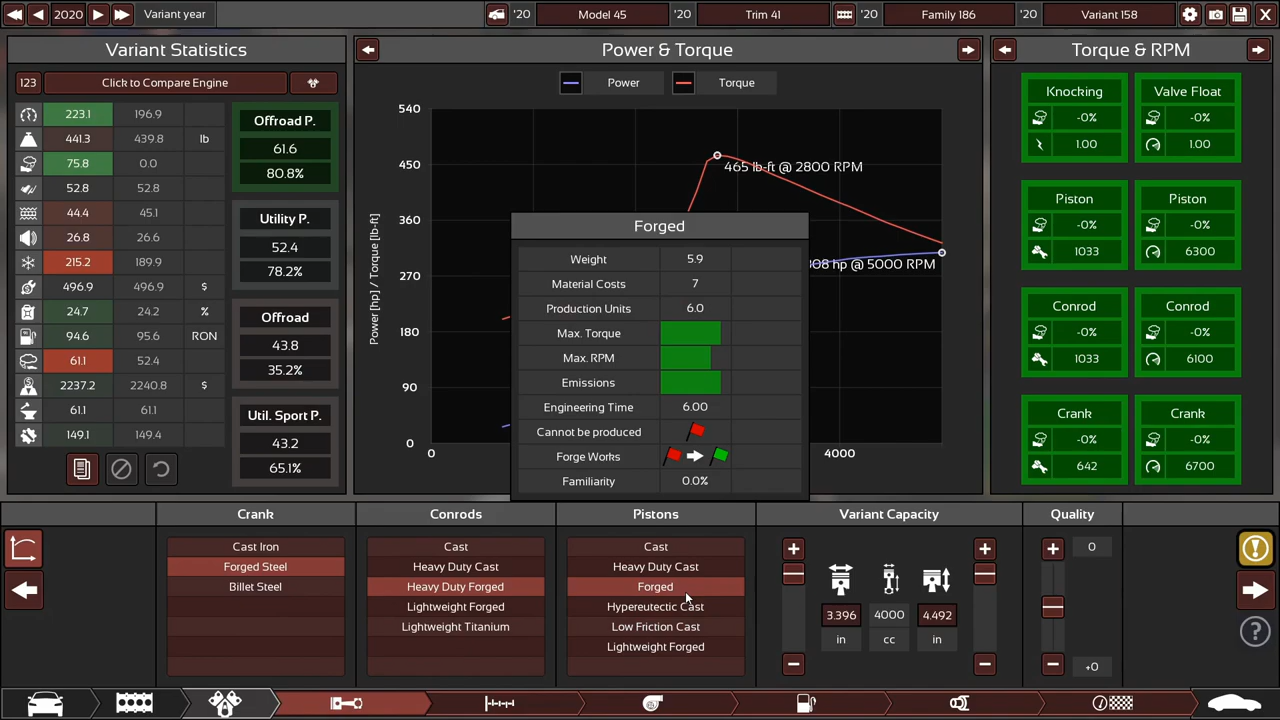 2020 Variant year '20 Model 45 '20 Trim 41 '20 Family 186 '20 Variant 158
Variant Statistics
123 Click to Compare Engine
223.1 196.9
441.3 439.8 lb
75.8 0.0
52.8 52.8
44.4 45.1
26.8 26.6
215.2 189.9
496.9 496.9 $
24.7 24.2 %
94.6 95.6 RON
61.1 52.4
2237.2 2240.8 $
61.1 61.1
149.1 149.4
Offroad P.
61.6
80.8%
Utility P.
52.4
78.2%
Offroad
43.8
35.2%
Util. Sport P.
43.2
65.1%
Power & Torque
Power Torque
Power [hp] / Torque [lb-ft]
540
450
360
270
180
90
0
0 4000
465 lb-ft @ 2800 RPM
308 hp @ 5000 RPM
Forged
Weight 5.9
Material Costs 7
Production Units 6.0
Max. Torque
Max. RPM
Emissions
Engineering Time 6.00
Cannot be produced
Forge Works
Familiarity 0.0%
Torque & RPM
Knocking Valve Float
-0% -0%
1.00 1.00
Piston Piston
-0% -0%
1033 6300
Conrod Conrod
-0% -0%
1033 6100
Crank Crank
-0% -0%
642 6700
Crank
Cast Iron
Forged Steel
Billet Steel
Conrods
Cast
Heavy Duty Cast
Heavy Duty Forged
Lightweight Forged
Lightweight Titanium
Pistons
Cast
Heavy Duty Cast
Forged
Hypereutectic Cast
Low Friction Cast
Lightweight Forged
Variant Capacity
+ +
3.396 4000 4.492
in cc in
− −
Quality
+ 0
− +0
?